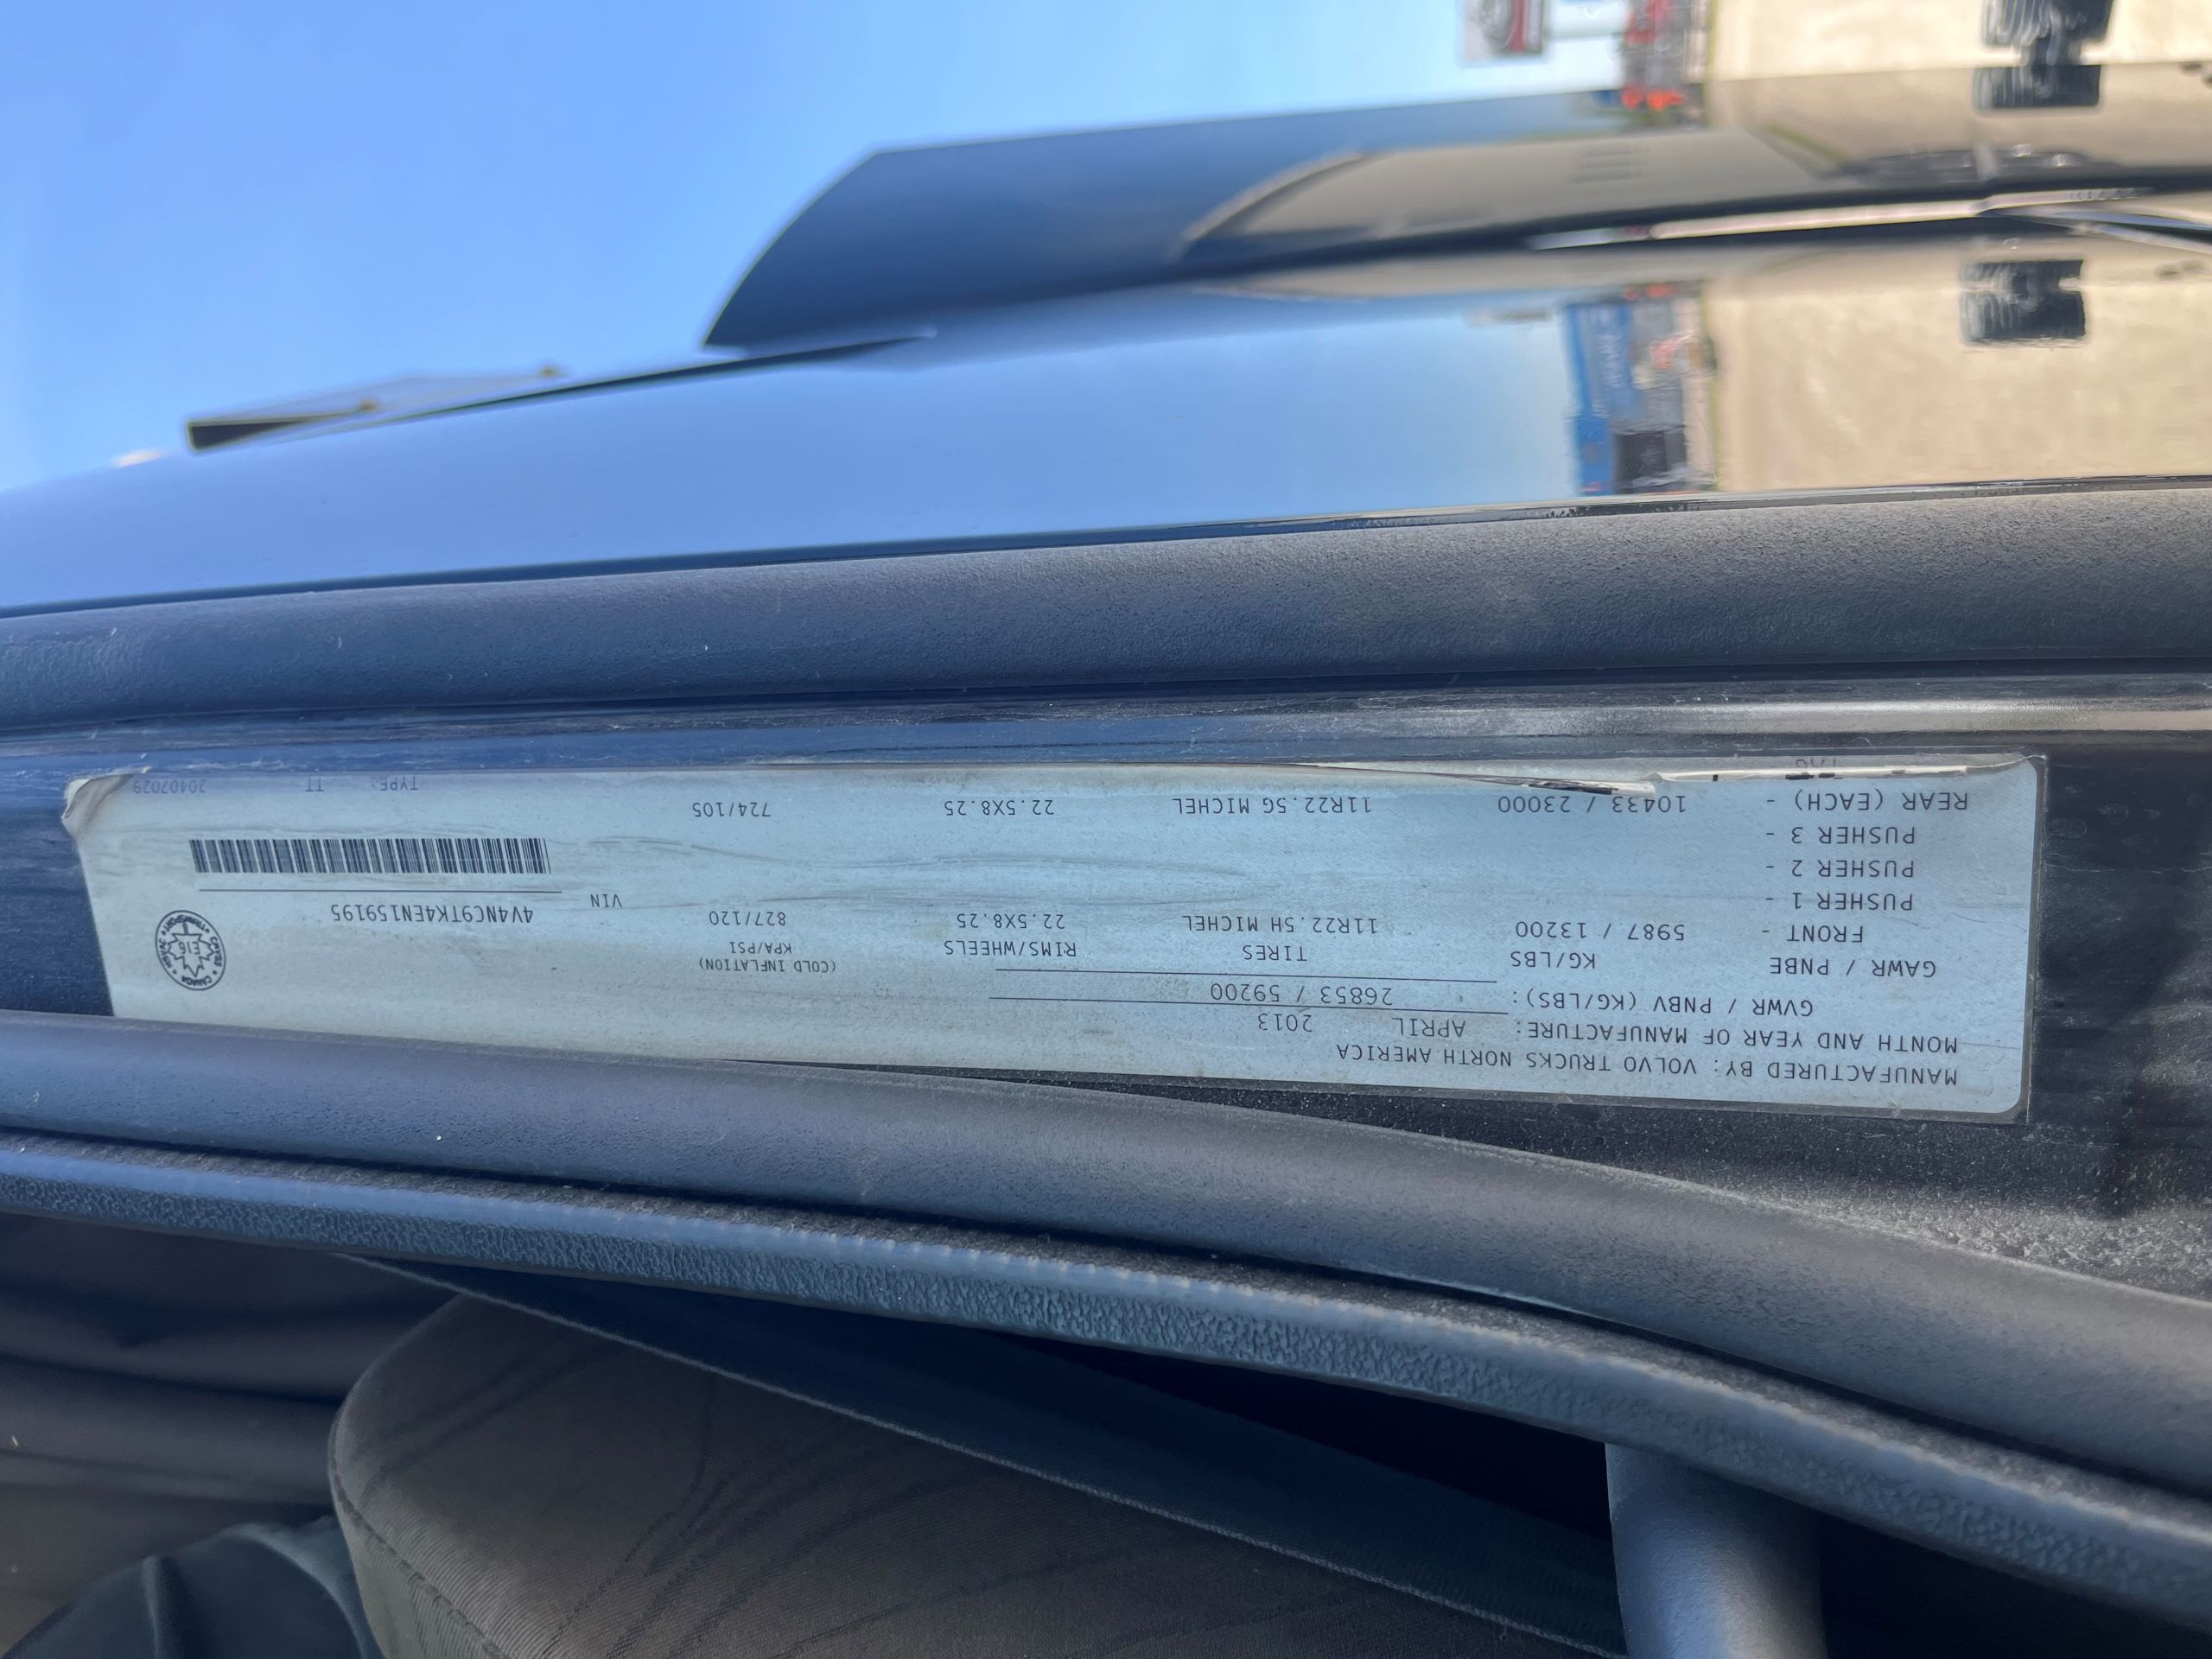 MANUFACTURED BY: VOLVO TRUCKS NORTH AMERICA
MONTH AND YEAR OF MANUFACTURE: APRIL 2013
GVWR / PNBV (KG/LBS): 26853 / 59200
GAWR / PNBE KG/LBS TIRES RIMS/WHEELS (COLD INFLATION) KPA/PSI
FRONT - 5987 / 13200 11R22.5H MICHEL 22.5X8.25 827/120
PUSHER 1 -
PUSHER 2 -
PUSHER 3 -
REAR (EACH) - 10433 / 23000 11R22.5G MICHEL 22.5X8.25 724/105
TAG
913
CANADA
4V4NC9TK4EN159195
VIN
TYPE: TT 20407029